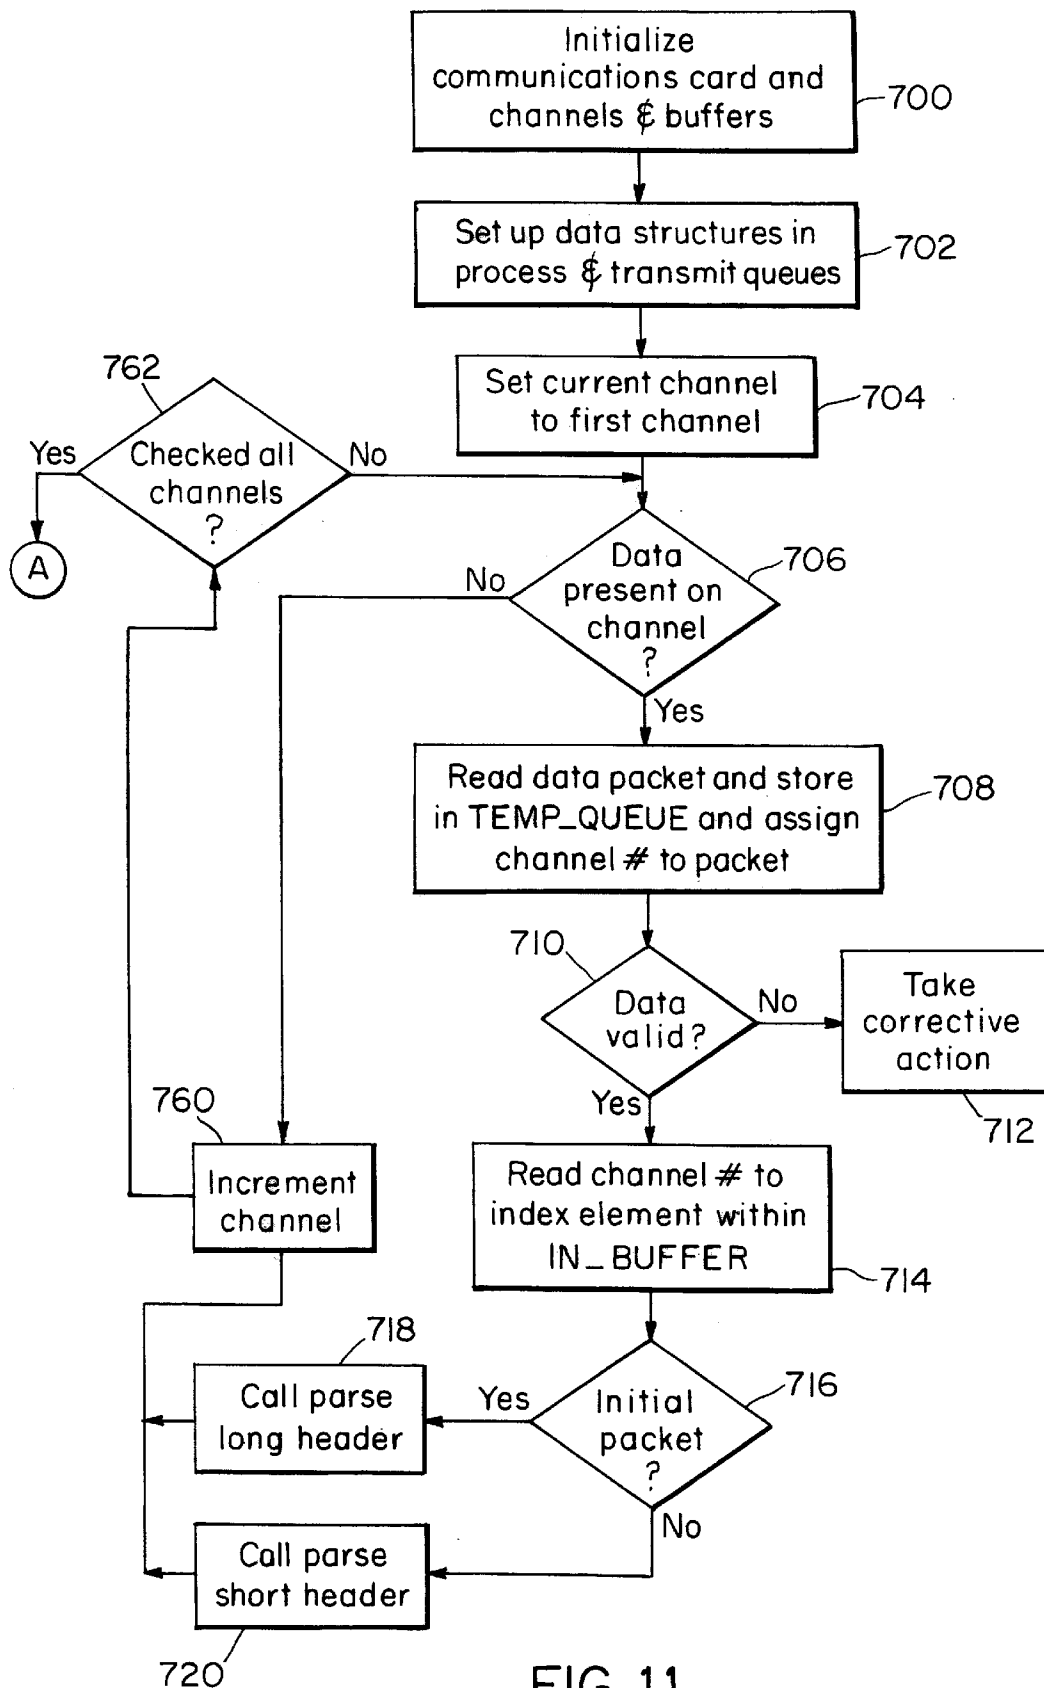 Initialize
communications card and
channels & buffers
700
Set up data structures in
process & transmit queues
702
Set current channel
to first channel
704
762
Checked all
channels
?
Yes
No
A
Data
present on
channel
?
706
No
Yes
Read data packet and store
in TEMP_QUEUE and assign
channel # to packet
708
710
Data
valid?
No
Yes
Take
corrective
action
712
760
Increment
channel
Read channel # to
index element within
IN_BUFFER
714
718
Call parse
long header
Yes
Initial
packet
?
716
No
Call parse
short header
720
FIG. 11